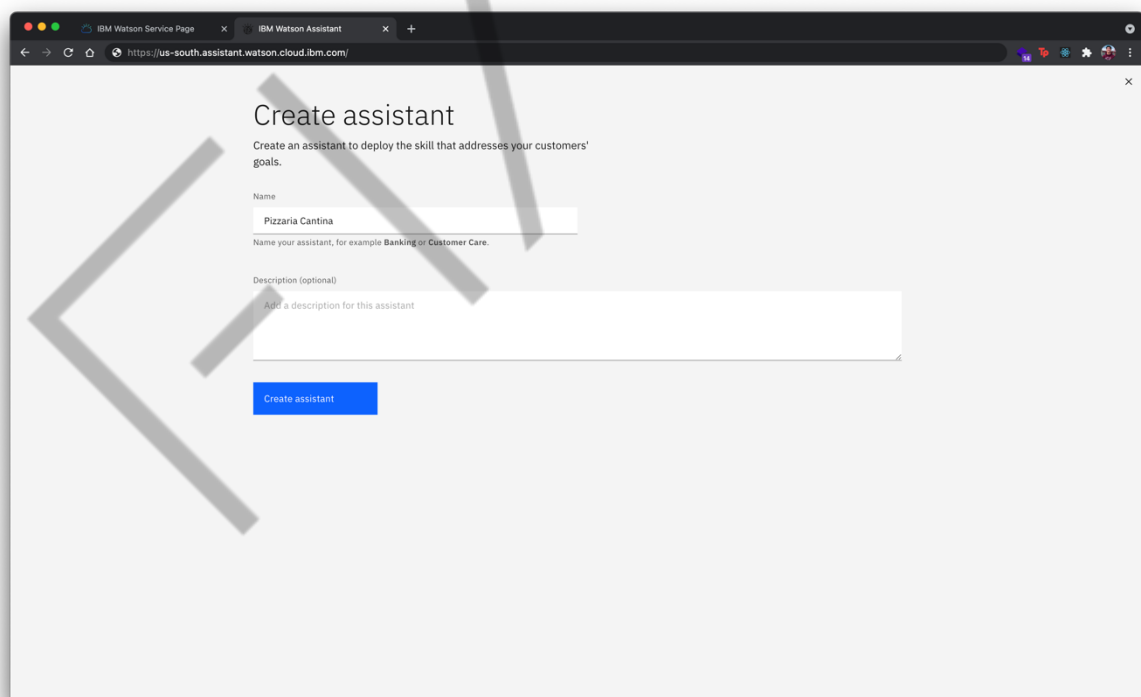 IBM Watson Service Page
IBM Watson Assistant
https://us-south.assistant.watson.cloud.ibm.com/
14
Tp
Create assistant
Create an assistant to deploy the skill that addresses your customers'
goals.
Name
Pizzaria Cantina
Name your assistant, for example Banking or Customer Care.
Description (optional)
Add a description for this assistant
Create assistant